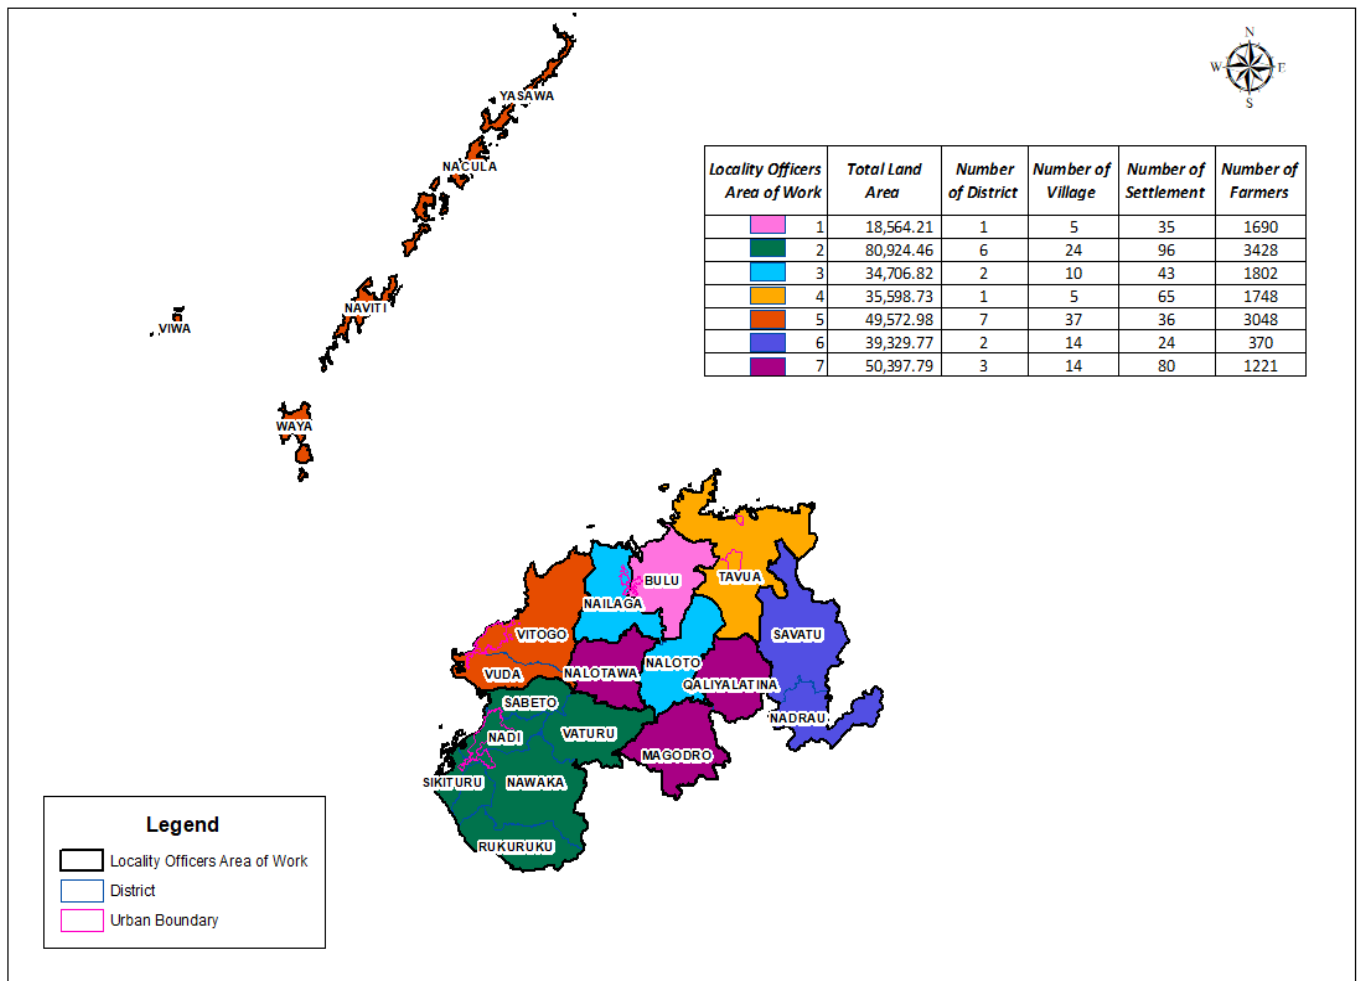 N
W E
S
YASAWA
NACULA
NAVITI
VIWA
WAYA
Locality Officers Area of Work Total Land Area Number of District Number of Village Number of Settlement Number of Farmers
1 18,564.21 1 5 35 1690
2 80,924.46 6 24 96 3428
3 34,706.82 2 10 43 1802
4 35,598.73 1 5 65 1748
5 49,572.98 7 37 36 3048
6 39,329.77 2 14 24 370
7 50,397.79 3 14 80 1221
BULU
TAVUA
NAILAGA
VITOGO
SAVATU
NALOTO
VUDA
NALOTAWA
QALIYALATINA
SABETO
NADRAU
VATURU
NADI
MAGODRO
SIKITURU
NAWAKA
RUKURUKU
Legend
Locality Officers Area of Work
District
Urban Boundary